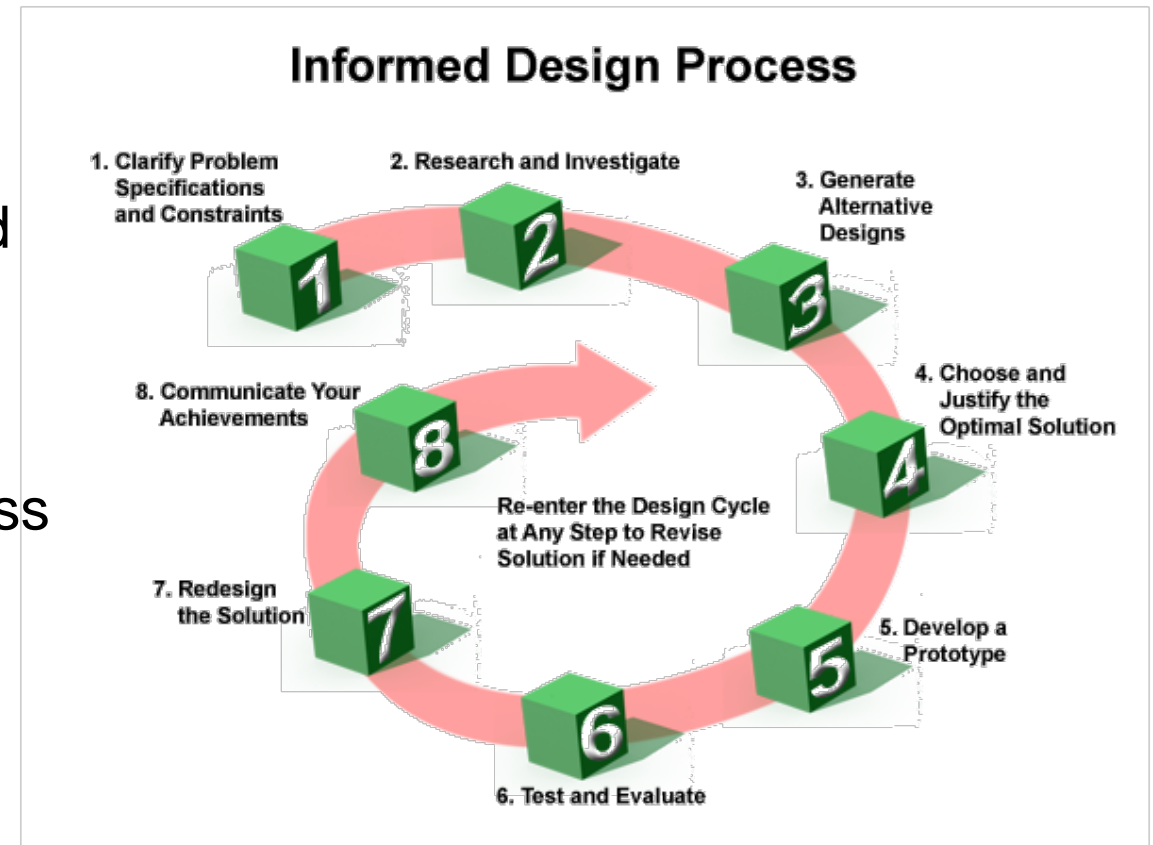 Informed Design Process
1. Clarify Problem
Specifications
and Constraints
2. Research and Investigate
3. Generate
Alternative
Designs
d
1
2
3
4. Choose and
Justify the
Optimal Solution
8. Communicate Your
Achievements
8
4
ss
Re-enter the Design Cycle
at Any Step to Revise
Solution if Needed
7. Redesign
the Solution
7
5. Develop a
Prototype
5
6
6. Test and Evaluate